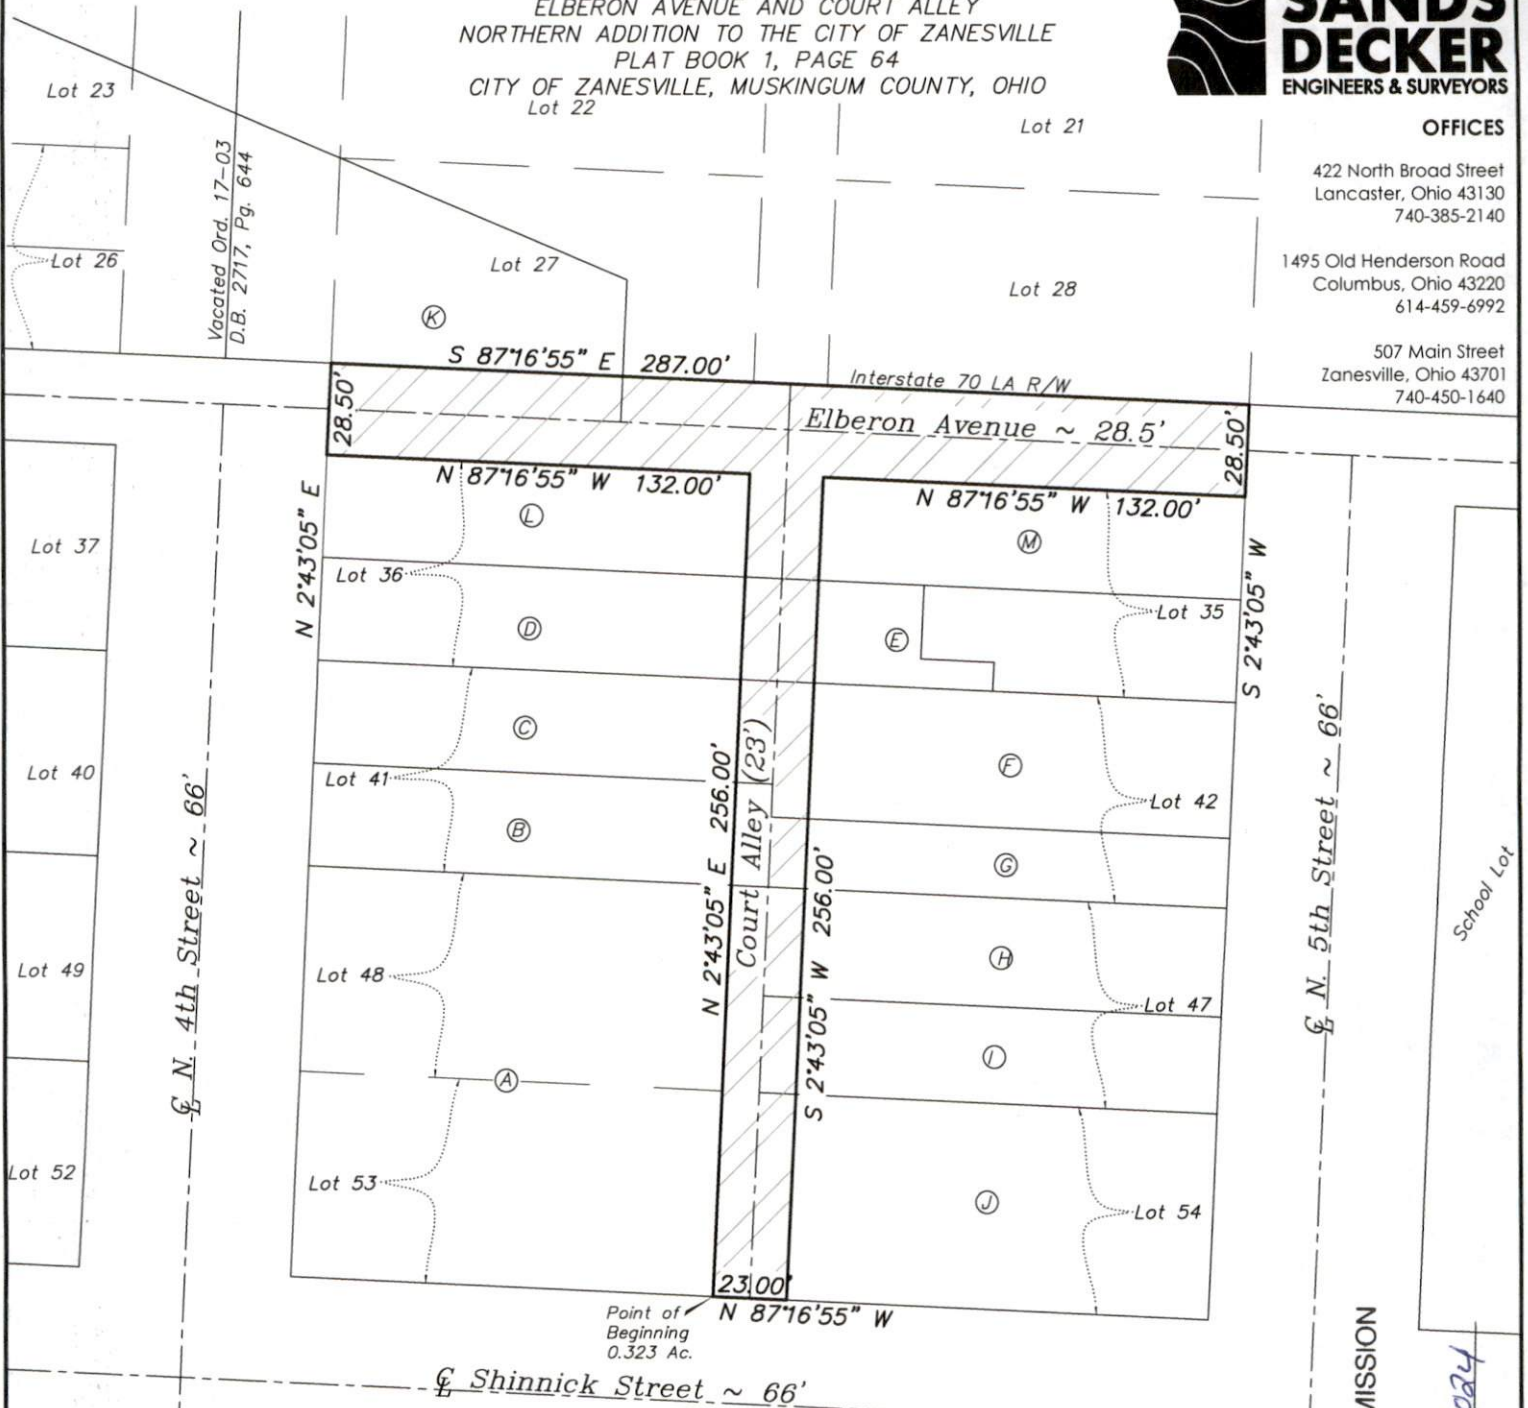 ELBERON AVENUE AND COURT ALLEY
NORTHERN ADDITION TO THE CITY OF ZANESVILLE
PLAT BOOK 1, PAGE 64
CITY OF ZANESVILLE, MUSKINGUM COUNTY, OHIO
SANDS
DECKER
ENGINEERS & SURVEYORS
OFFICES
422 North Broad Street
Lancaster, Ohio 43130
740-385-2140
1495 Old Henderson Road
Columbus, Ohio 43220
614-459-6992
507 Main Street
Zanesville, Ohio 43701
740-450-1640
Lot 23
Lot 22
Lot 21
Vacated Ord. 17-03
D.B. 2717, Pg. 644
Lot 26
Lot 27
Lot 28
K
S 87°16'55" E 287.00'
Interstate 70 LA R/W
28.50'
Elberon Avenue ~ 28.5'
28.50'
N 87°16'55" W 132.00'
N 87°16'55" W 132.00'
N 2°43'05" E
L
M
S 2°43'05" W
Lot 37
Lot 36
Lot 35
D
E
C
Court Alley (23')
F
Lot 40
Lot 41
Lot 42
B
N 2°43'05" E 256.00'
S 2°43'05" W 256.00'
G
℄ N. 4th Street ~ 66'
℄ N. 5th Street ~ 66'
School Lot
Lot 49
Lot 48
H
Lot 47
I
A
Lot 52
Lot 53
J
Lot 54
23.00'
N 87°16'55" W
Point of
Beginning
0.323 Ac.
℄ Shinnick Street ~ 66'
MISSION
024